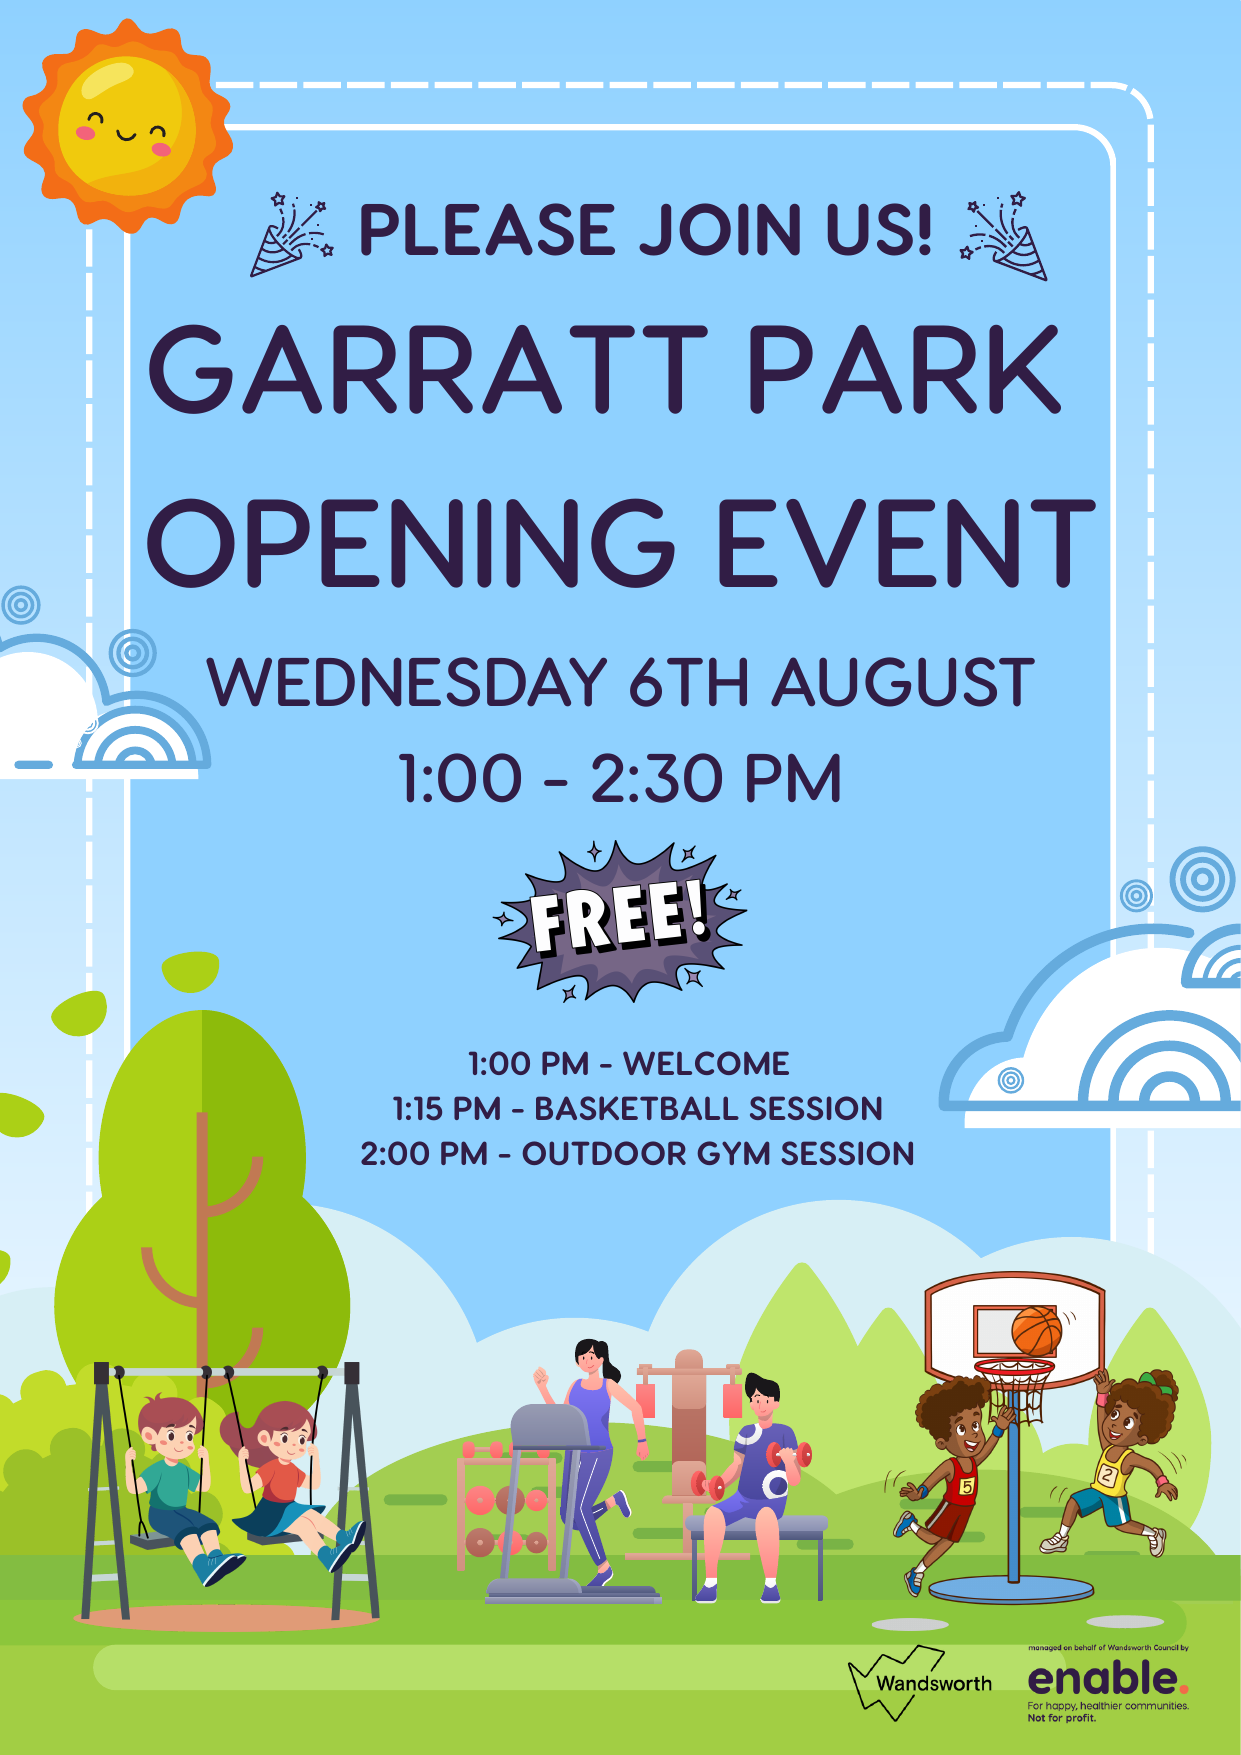 PLEASE JOIN US!
GARRATT PARK
OPENING EVENT
WEDNESDAY 6TH AUGUST
1:00 - 2:30 PM
FREE!
1:00 PM - WELCOME
1:15 PM - BASKETBALL SESSION
2:00 PM - OUTDOOR GYM SESSION
5
2
Wandsworth
managed on behalf of Wandsworth Council by
enable.
For happy, healthier communities.
Not for profit.